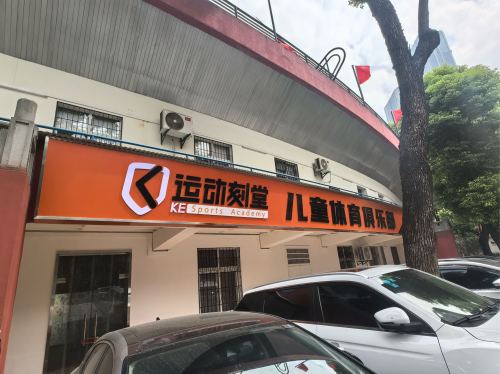 运动刻堂
KE Sports Academy
儿童体育俱乐部